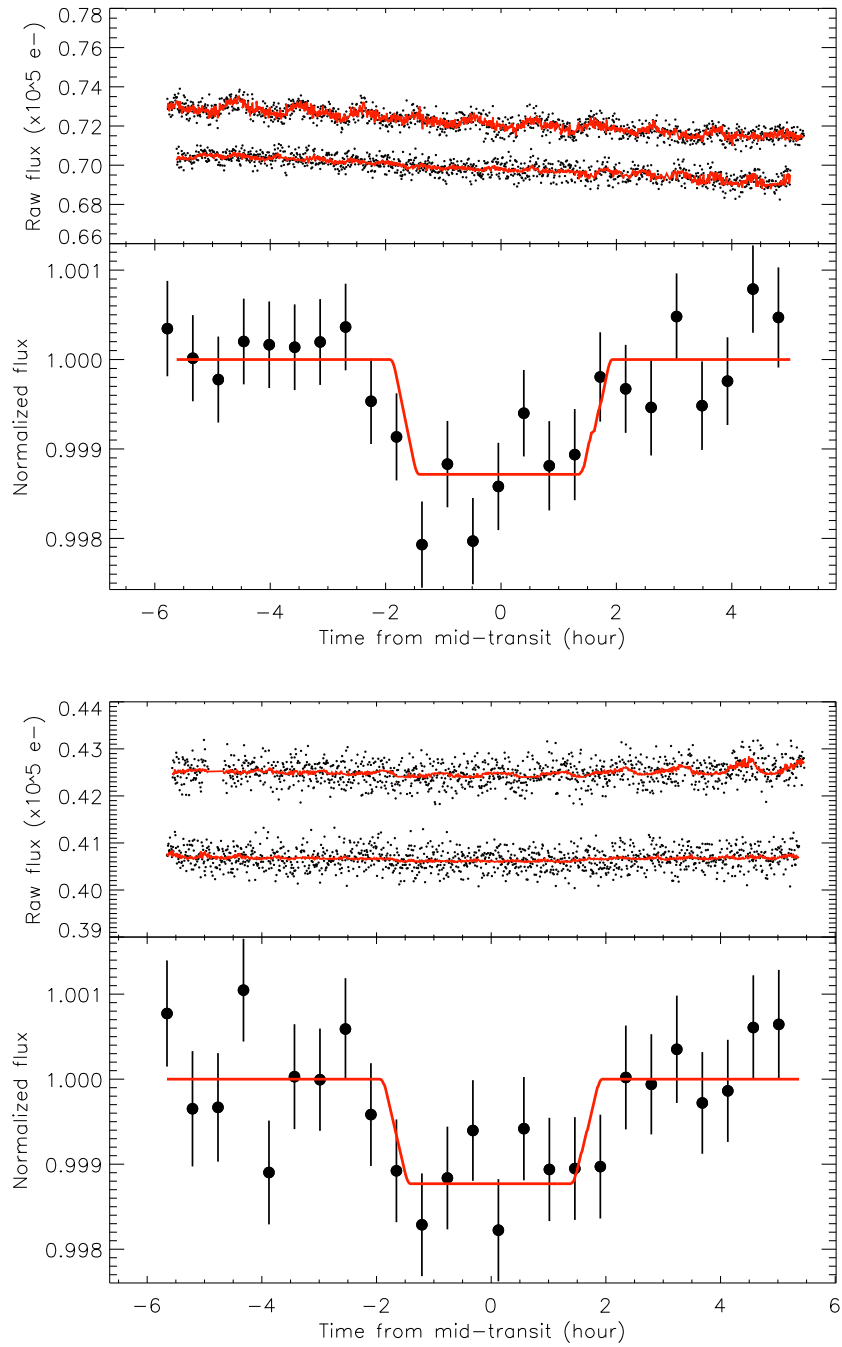 Raw flux (x10^5 e-)
0.78
0.76
0.74
0.72
0.70
0.68
0.66
Normalized flux
1.001
1.000
0.999
0.998
−6 −4 −2 0 2 4
Time from mid−transit (hour)
Raw flux (x10^5 e-)
0.44
0.43
0.42
0.41
0.40
0.39
Normalized flux
1.001
1.000
0.999
0.998
−6 −4 −2 0 2 4 6
Time from mid−transit (hour)